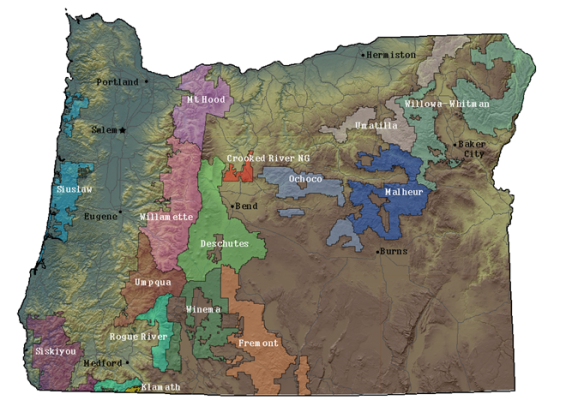 Hermiston
Portland
Mt Hood
Willowa-Whitman
Umatilla
Salem
Baker
City
Crooked River NG
Ochoco
Siuslaw
Malheur
Willamette
Bend
Eugene
Deschutes
Burns
Umpqua
Winema
Rogue River
Fremont
Siskiyou
Medford
Klamath